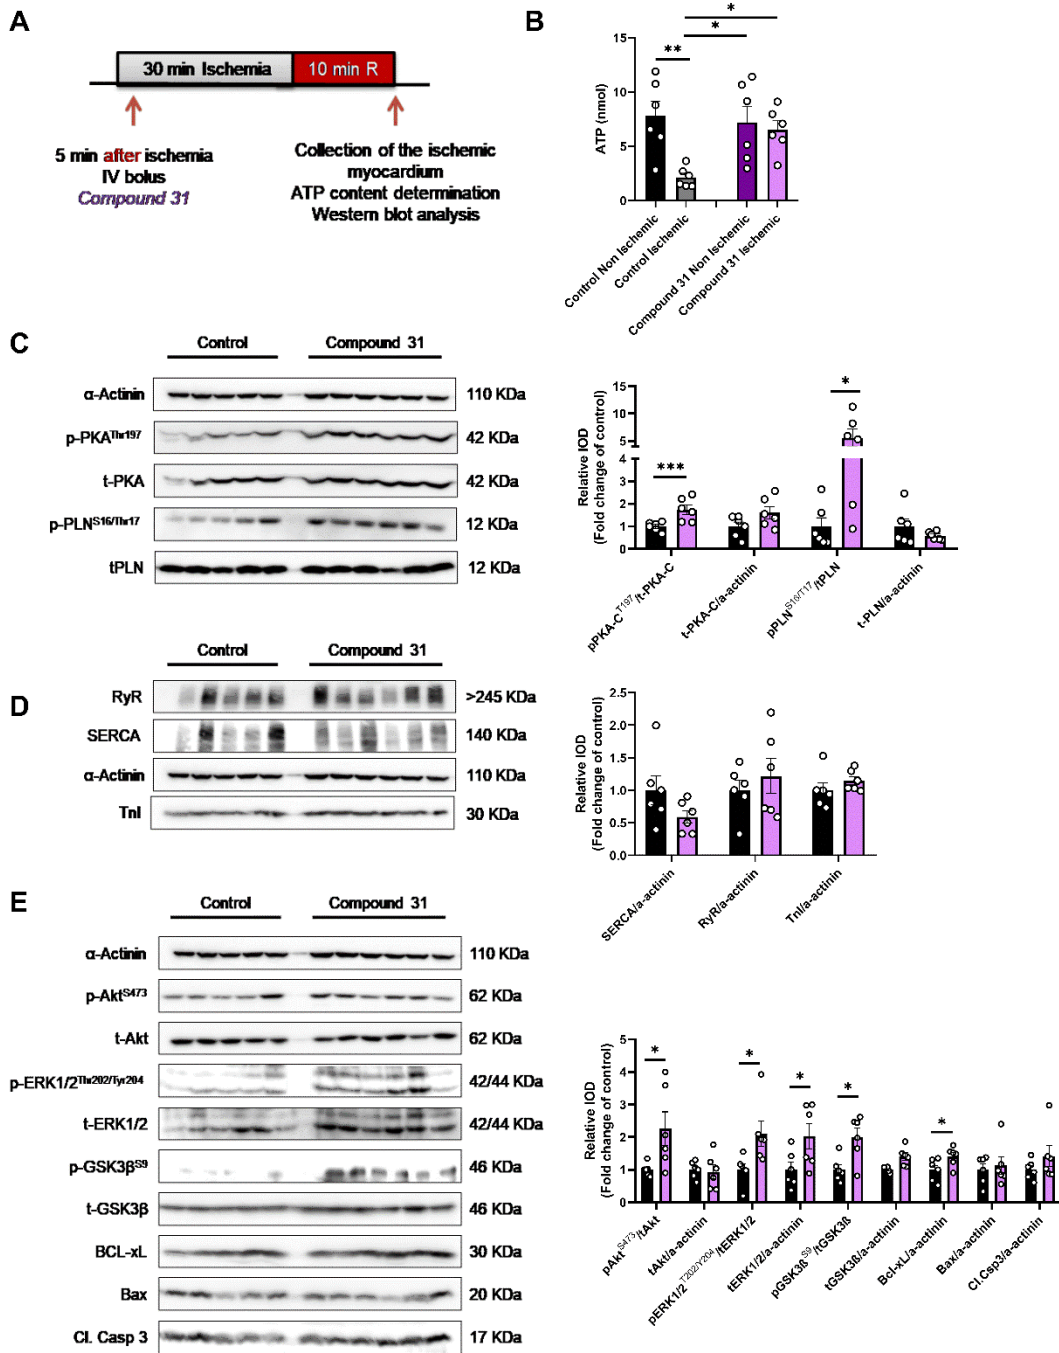 A
30 min Ischemia
10 min R
5 min after ischemia
IV bolus
Compound 31
Collection of the ischemic
myocardium
ATP content determination
Western blot analysis
B
*
*
**
15
10
5
0
ATP (nmol)
Control Non Ischemic
Control Ischemic
Compound 31 Non Ischemic
Compound 31 Ischemic
C
Control
Compound 31
α-Actinin
110 KDa
p-PKAThr197
42 KDa
t-PKA
42 KDa
p-PLNS16/Thr17
12 KDa
tPLN
12 KDa
Relative IOD
(Fold change of control)
15
10
5
4
3
2
1
0
***
*
pPKA-CT197/t-PKA-C
t-PKA-C/a-actinin
pPLNS16/T17/tPLN
t-PLN/a-actinin
D
Control
Compound 31
RyR
>245 KDa
SERCA
140 KDa
α-Actinin
110 KDa
TnI
30 KDa
Relative IOD
(Fold change of control)
2.5
2.0
1.5
1.0
0.5
0.0
SERCA/a-actinin
RyR/a-actinin
TnI/a-actinin
E
Control
Compound 31
α-Actinin
110 KDa
p-AktS473
62 KDa
t-Akt
62 KDa
p-ERK1/2Thr202/Tyr204
42/44 KDa
t-ERK1/2
42/44 KDa
p-GSK3βS9
46 KDa
t-GSK3β
46 KDa
BCL-xL
30 KDa
Bax
20 KDa
Cl. Casp 3
17 KDa
Relative IOD
(Fold change of control)
5
4
3
2
1
0
*
*
*
*
*
pAktS473/tAkt
tAkt/a-actinin
pERK1/2T202/Y204/tERK1/2
tERK1/2/a-actinin
pGSK3ßS9/tGSK3ß
tGSK3ß/a-actinin
Bcl-xL/a-actinin
Bax/a-actinin
Cl.Csp3/a-actinin